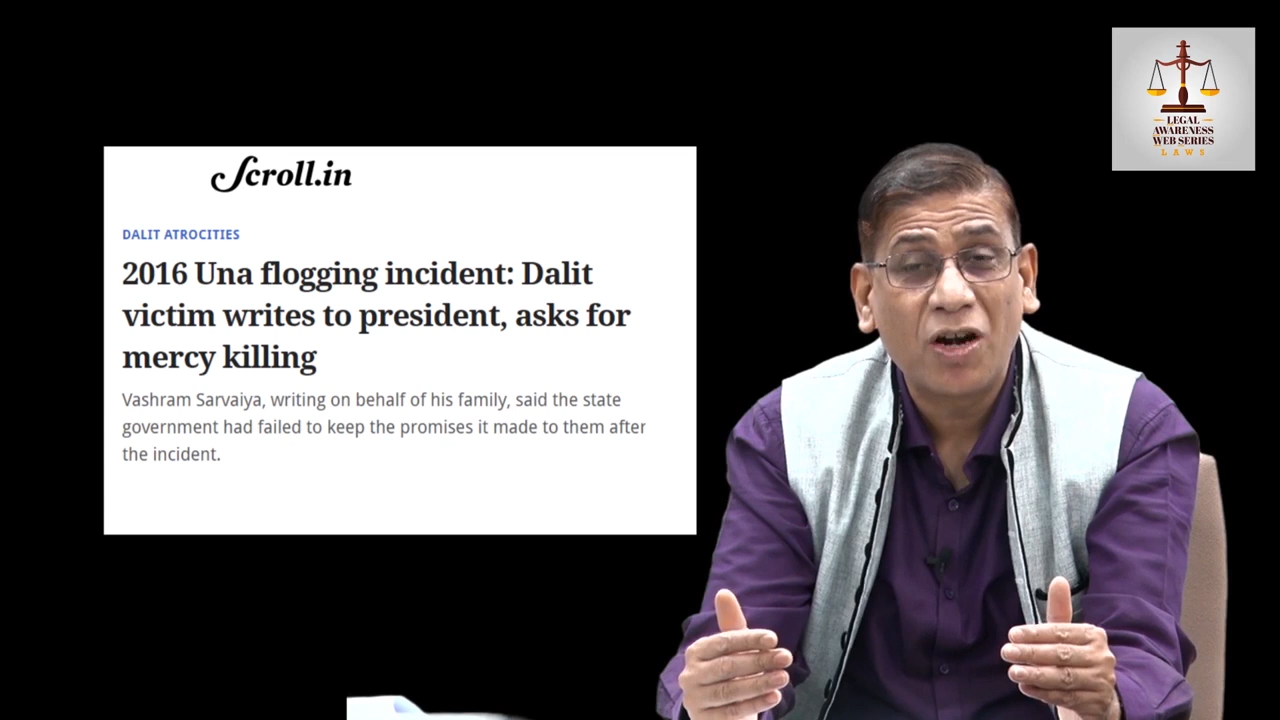 Scroll.in
DALIT ATROCITIES
2016 Una flogging incident: Dalit
victim writes to president, asks for
mercy killing
Vashram Sarvaiya, writing on behalf of his family, said the state
government had failed to keep the promises it made to them after
the incident.
LEGAL
AWARENESS
WEB SERIES
LAWS